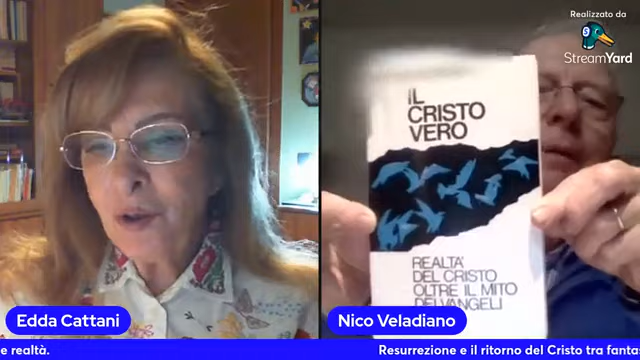 Realizzato da
StreamYard
IL
CRISTO
VERO
REALTA'
DEL CRISTO
OLTRE IL MITO
DEI VANGELI
Edda Cattani
Nico Veladiano
e realtà.
Resurrezione e il ritorno del Cristo tra fanta